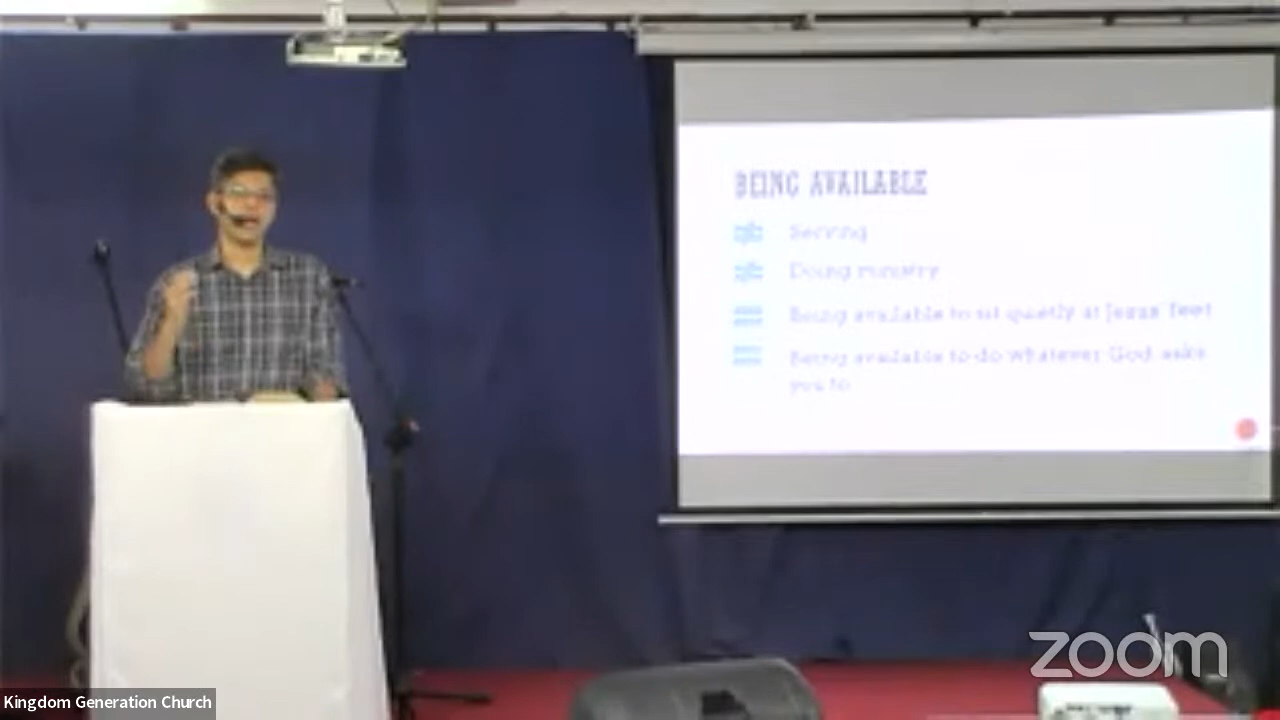 BEING AVAILABLE
Serving
Doing ministry
Being available to sit quietly at Jesus' feet
Being available to do whatever God asks
you to
zoom
Kingdom Generation Church